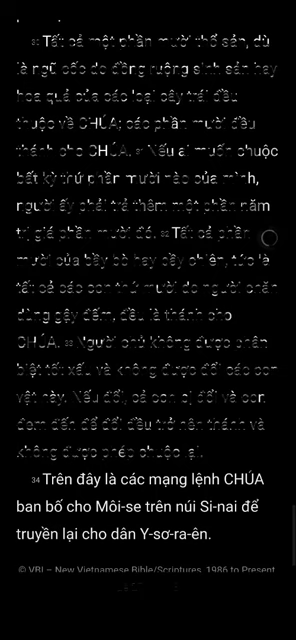 30 Tất cả một phần mười thổ sản, dù
là ngũ cốc do đồng ruộng sinh sản hay
hoa quả của các loại cây trái đều
thuộc về CHÚA; các phần mười đều
thánh cho CHÚA. 31 Nếu ai muốn chuộc
bất kỳ thứ phần mười nào của mình,
người ấy phải trả thêm một phần năm
trị giá phần mười đó. 32 Tất cả phần
mười của bầy bò hay bầy chiên, tức là
tất cả các con thứ mười do người chăn
dùng gậy đếm, đều là thánh cho
CHÚA. 33 Người chủ không được phân
biệt tốt xấu và không được đổi các con
vật này. Nếu đổi, cả con bị đổi và con
đem đến để đổi đều trở nên thánh và
không được phép chuộc lại.
34 Trên đây là các mạng lệnh CHÚA
ban bố cho Môi-se trên núi Si-nai để
truyền lại cho dân Y-sơ-ra-ên.
© VBI – New Vietnamese Bible/Scriptures, 1986 to Present